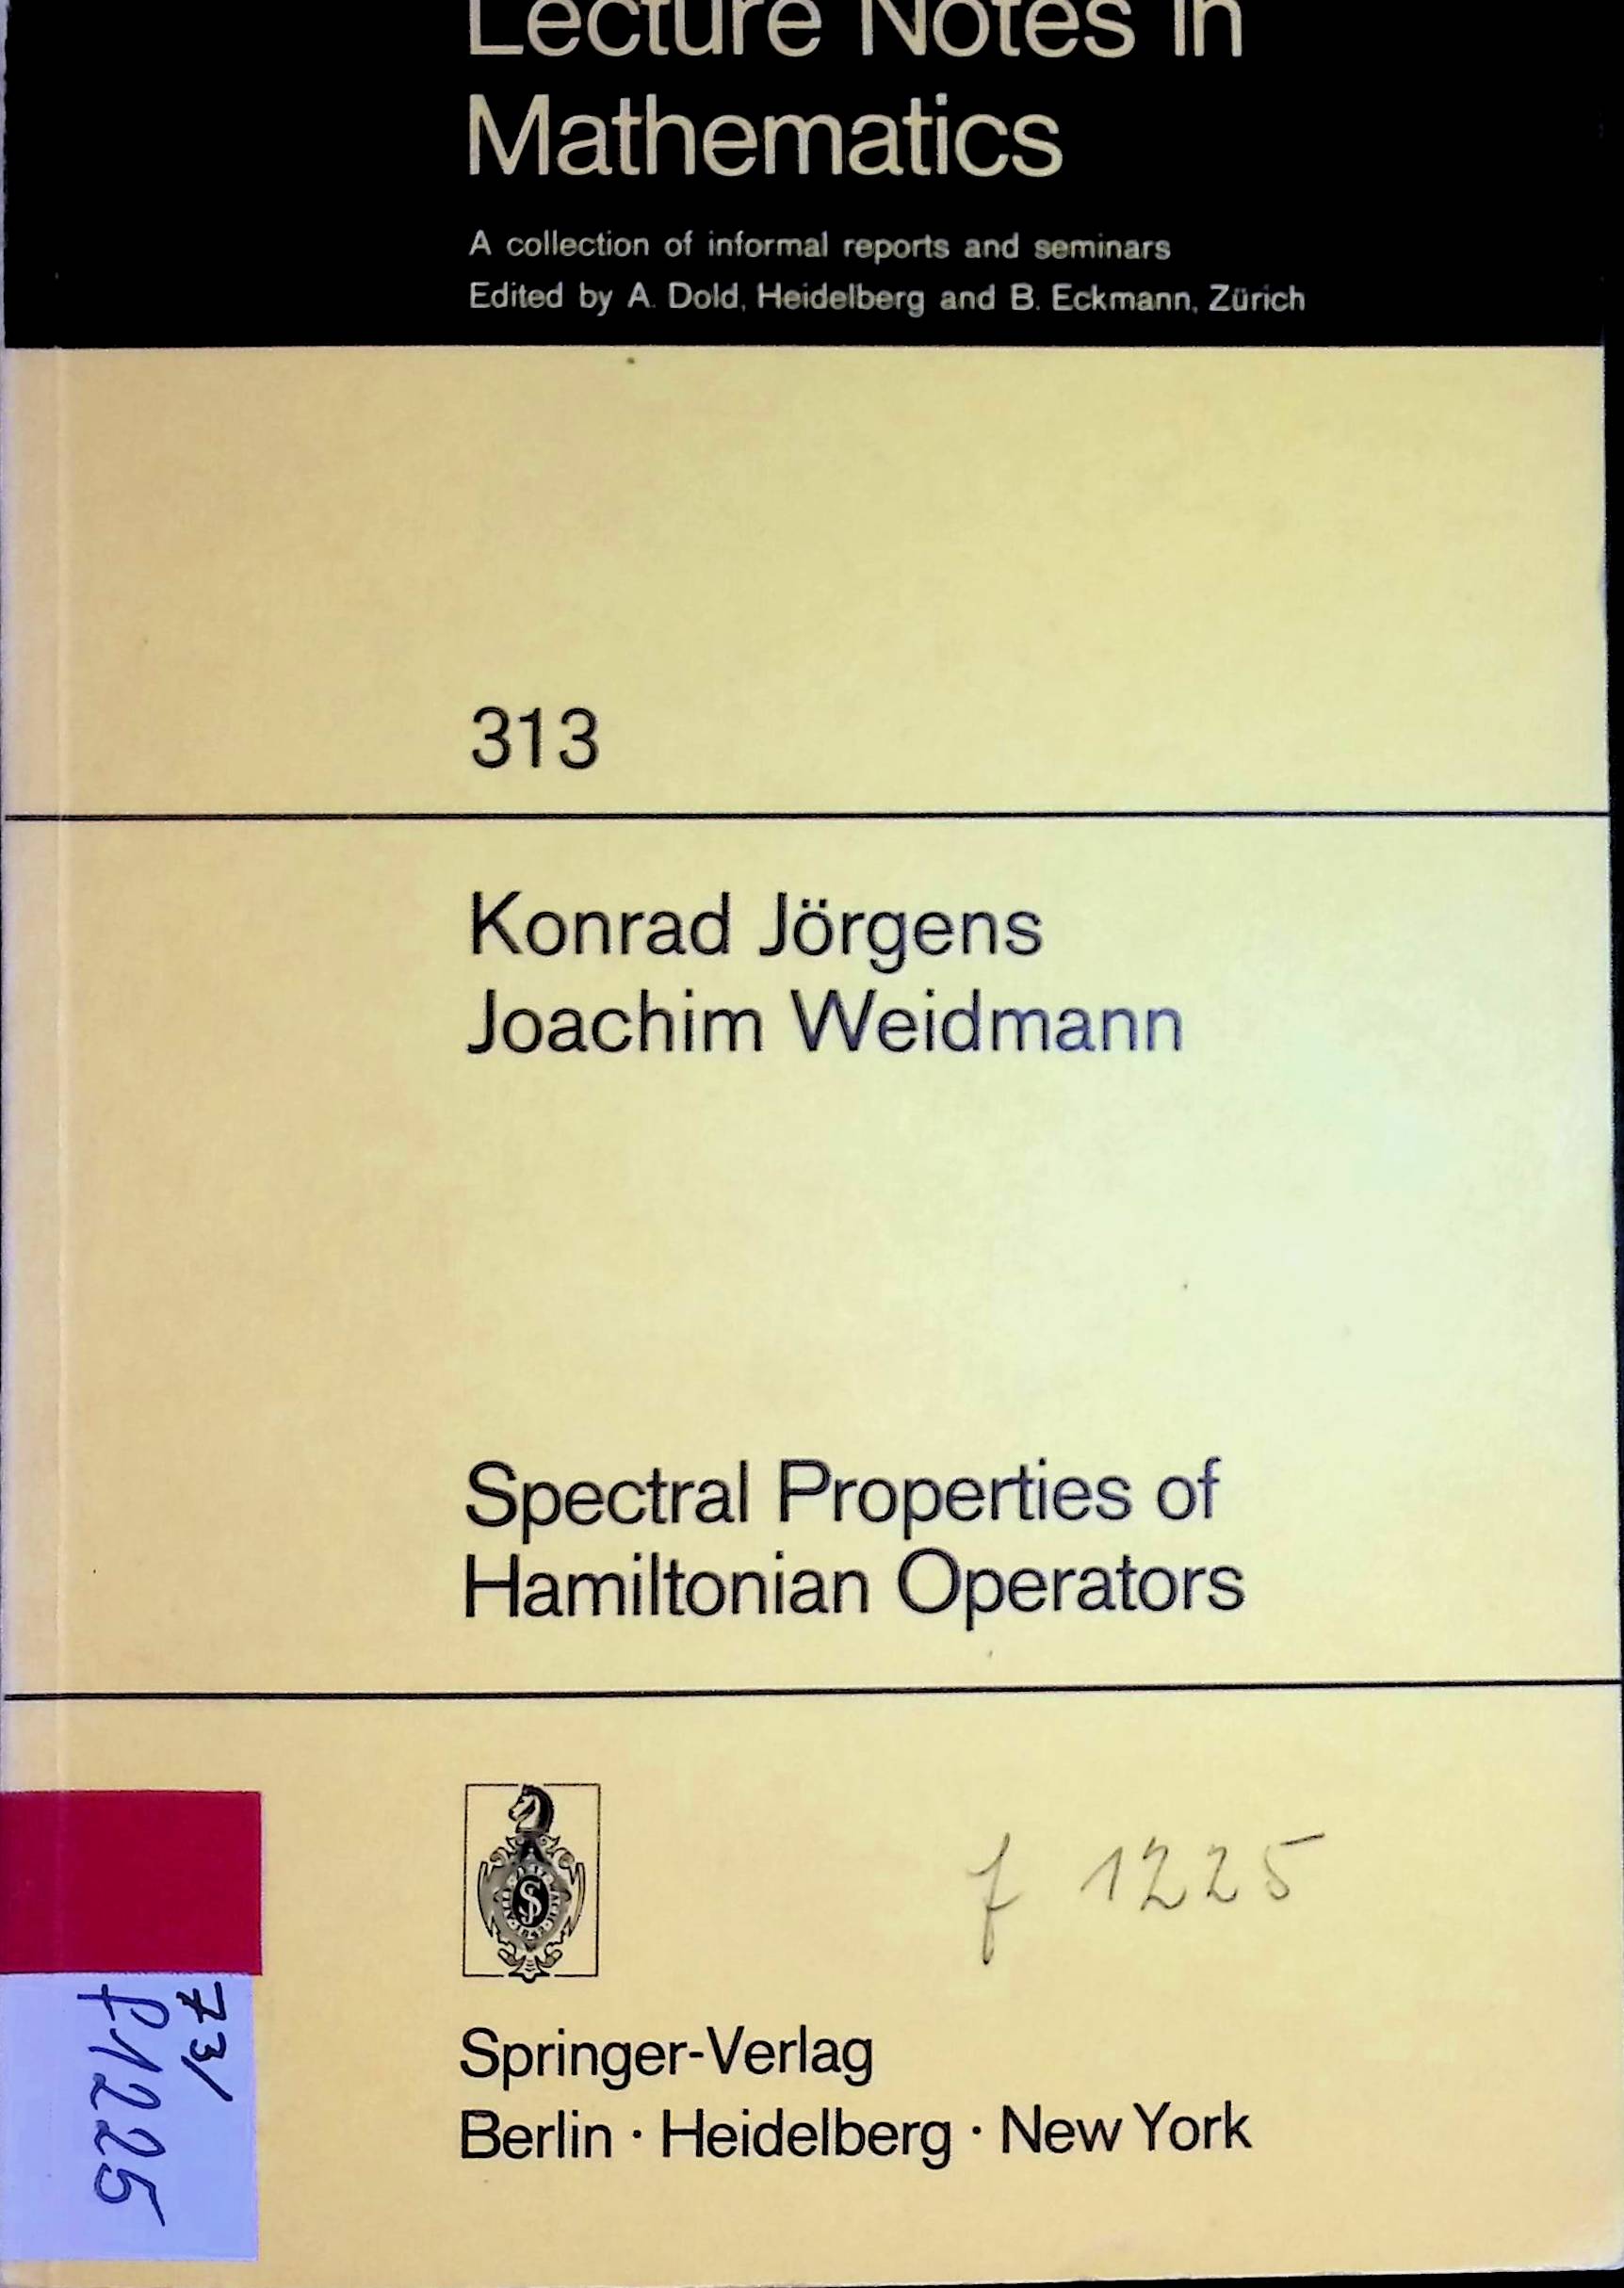 Lecture Notes in
Mathematics
A collection of informal reports and seminars
Edited by A. Dold, Heidelberg and B. Eckmann, Zürich
313
Konrad Jörgens
Joachim Weidmann
Spectral Properties of
Hamiltonian Operators
f 1225
73/
f1225
Springer-Verlag
Berlin · Heidelberg · New York